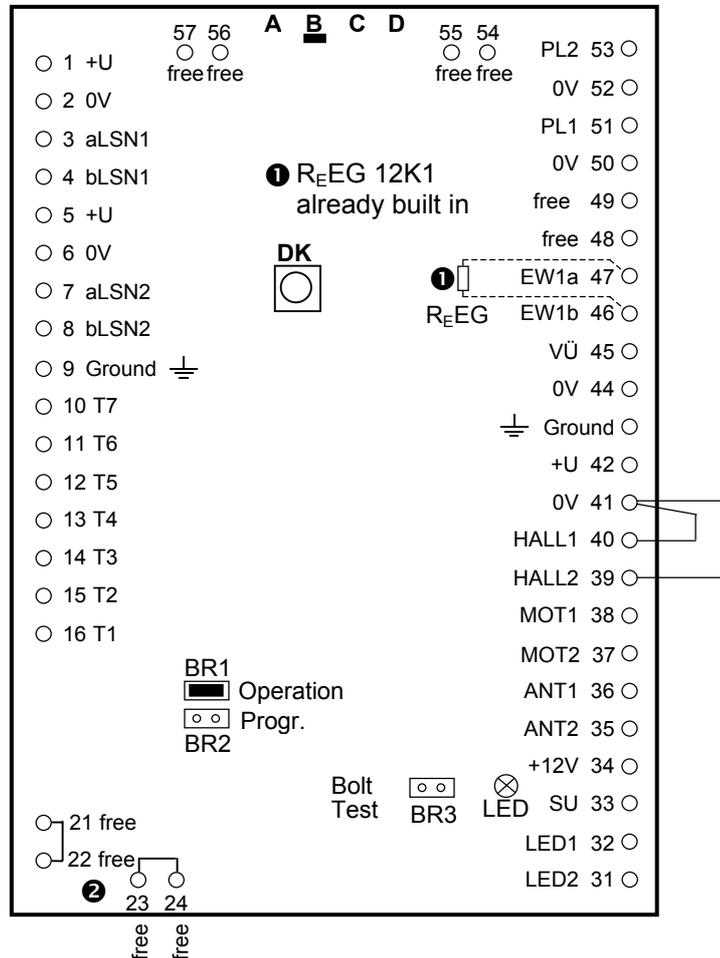 A B C D
57 56
free free
55 54
free free
1 +U
2 0V
3 aLSN1
4 bLSN1
5 +U
6 0V
7 aLSN2
8 bLSN2
9 Ground
10 T7
11 T6
12 T5
13 T4
14 T3
15 T2
16 T1
❶ REEG 12K1
already built in
DK
❶
REEG
PL2 53
0V 52
PL1 51
0V 50
free 49
free 48
EW1a 47
EW1b 46
VÜ 45
0V 44
Ground
+U 42
0V 41
HALL1 40
HALL2 39
MOT1 38
MOT2 37
ANT1 36
ANT2 35
+12V 34
SU 33
LED1 32
LED2 31
BR1
Operation
Progr.
BR2
Bolt
Test
BR3
LED
21 free
22 free
❷
23 24
free free